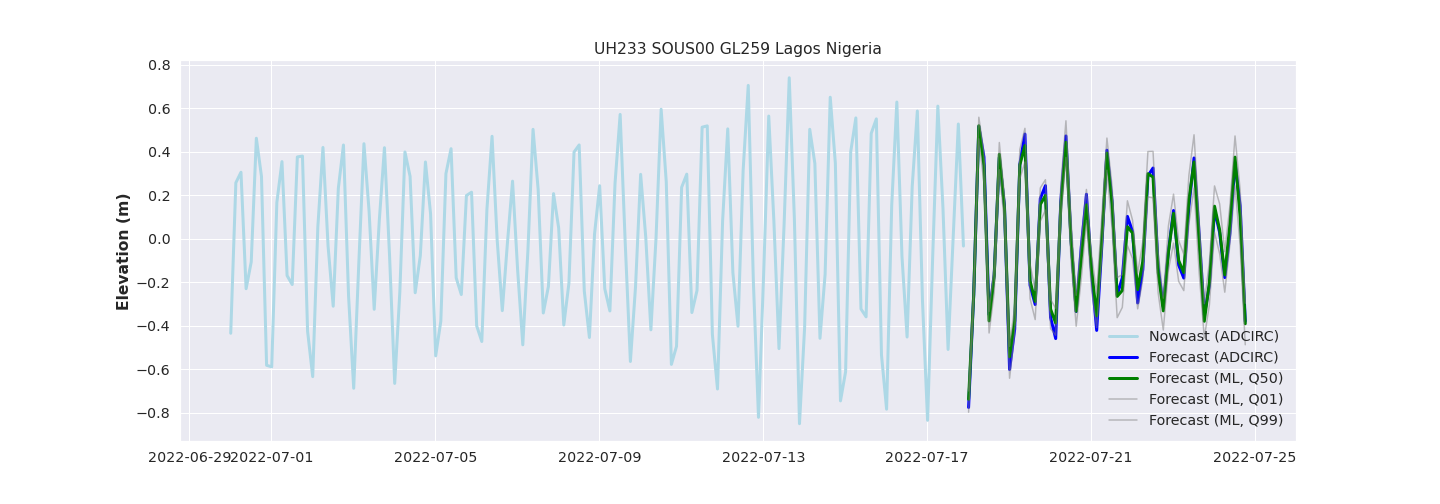 UH233 SOUS00 GL259 Lagos Nigeria
0.8
0.6
0.4
0.2
0.0
−0.2
−0.4
−0.6
−0.8
Elevation (m)
Nowcast (ADCIRC)
Forecast (ADCIRC)
Forecast (ML, Q50)
Forecast (ML, Q01)
Forecast (ML, Q99)
2022-06-29 2022-07-01 2022-07-05 2022-07-09 2022-07-13 2022-07-17 2022-07-21 2022-07-25